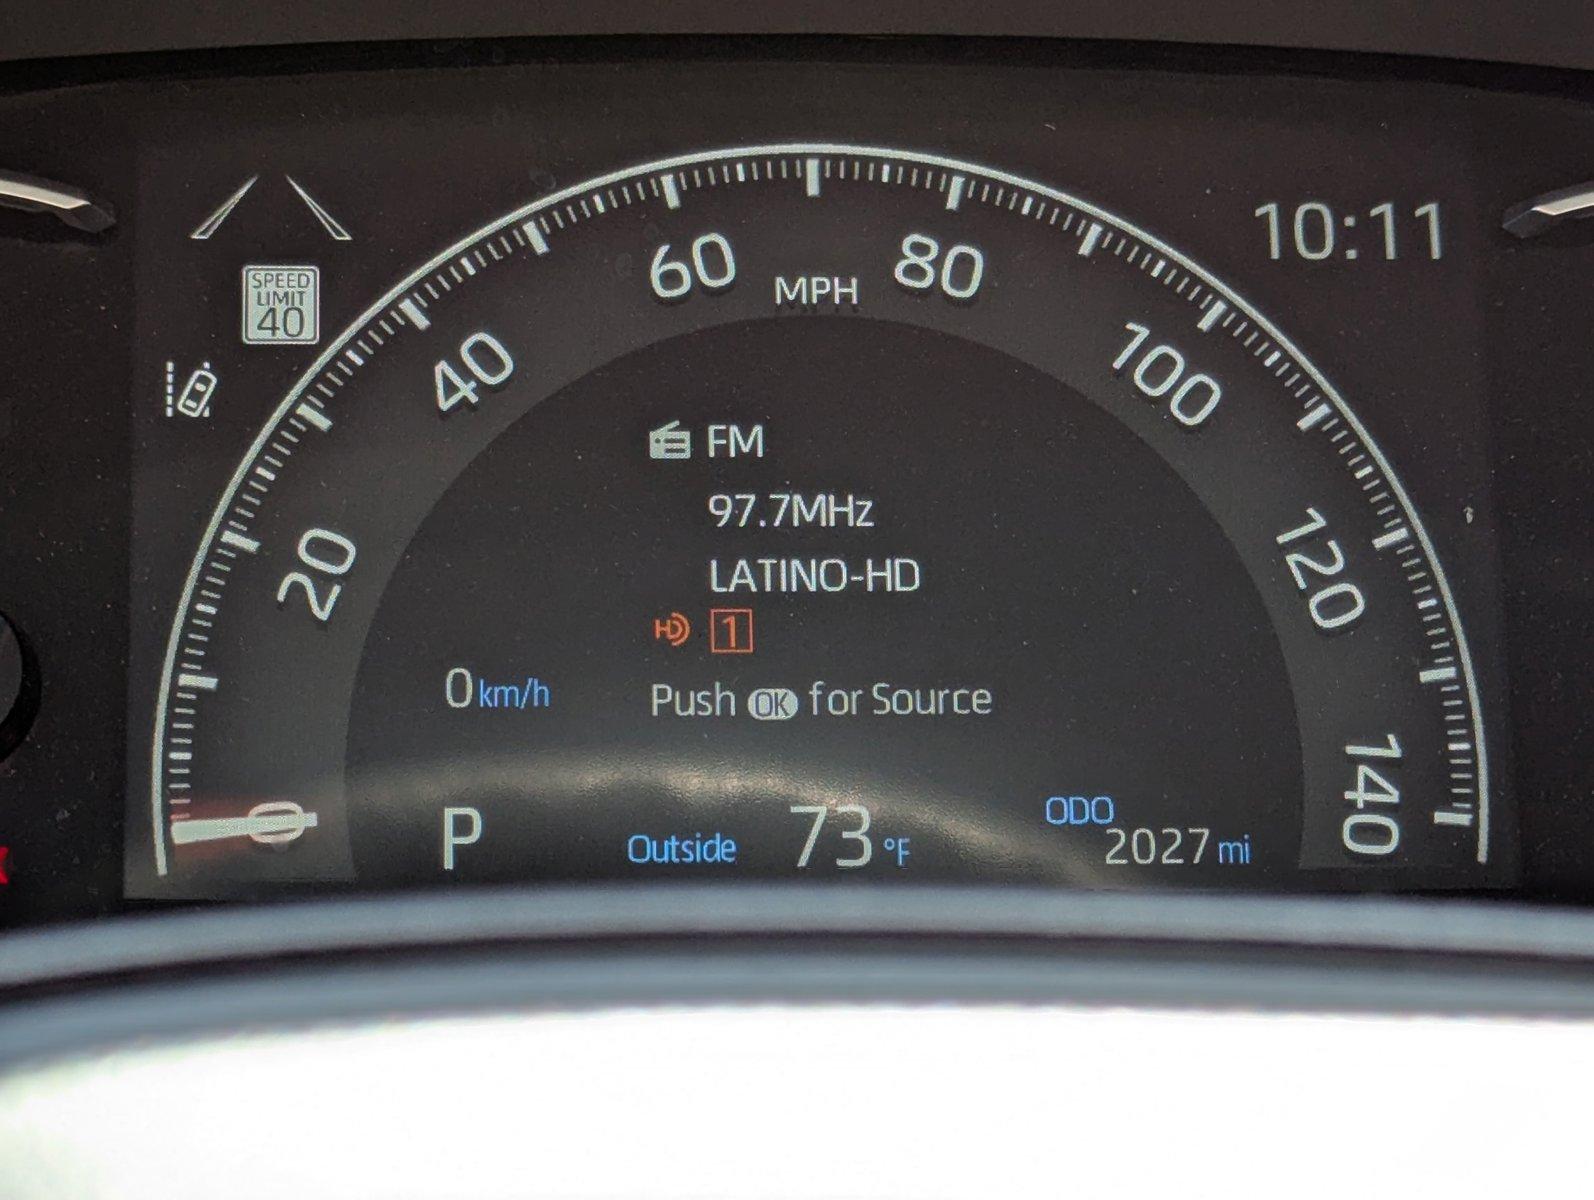 10:11
SPEED
LIMIT
40
0
20
40
60
MPH
80
100
120
140
FM
97.7MHz
LATINO-HD
HD 1
0 km/h
Push OK for Source
P
Outside 73 °F
ODO
2027 mi